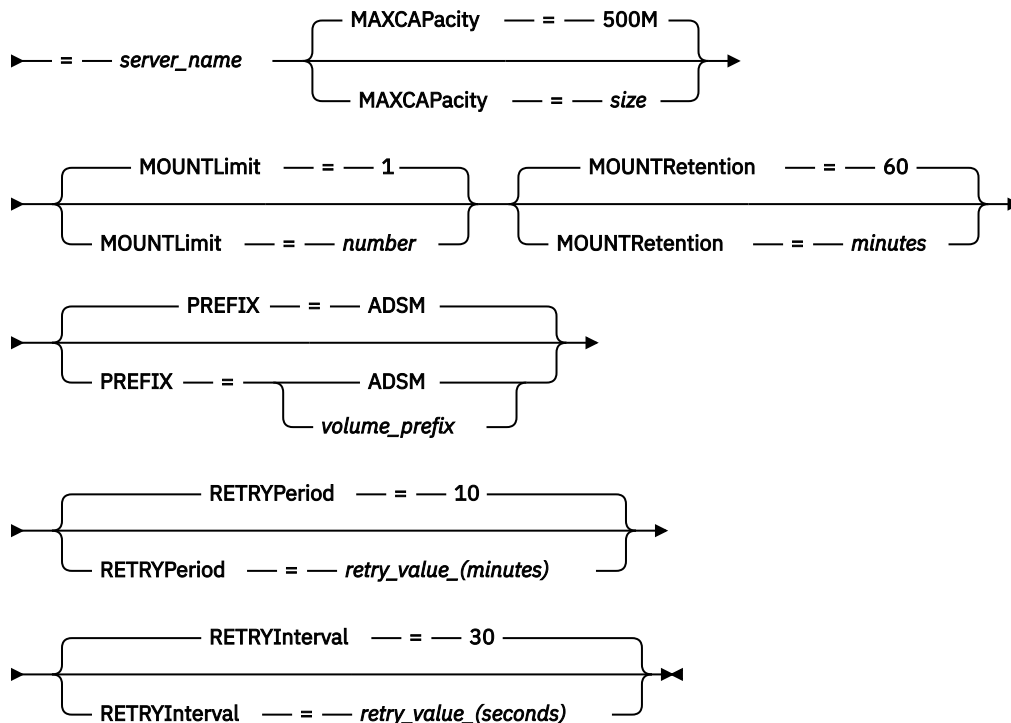 MAXCAPacity = 500M
= server_name
MAXCAPacity = size
MOUNTLimit = 1 MOUNTRetention = 60
MOUNTLimit = number MOUNTRetention = minutes
PREFIX = ADSM
PREFIX = ADSM
volume_prefix
RETRYPeriod = 10
RETRYPeriod = retry_value_(minutes)
RETRYInterval = 30
RETRYInterval = retry_value_(seconds)